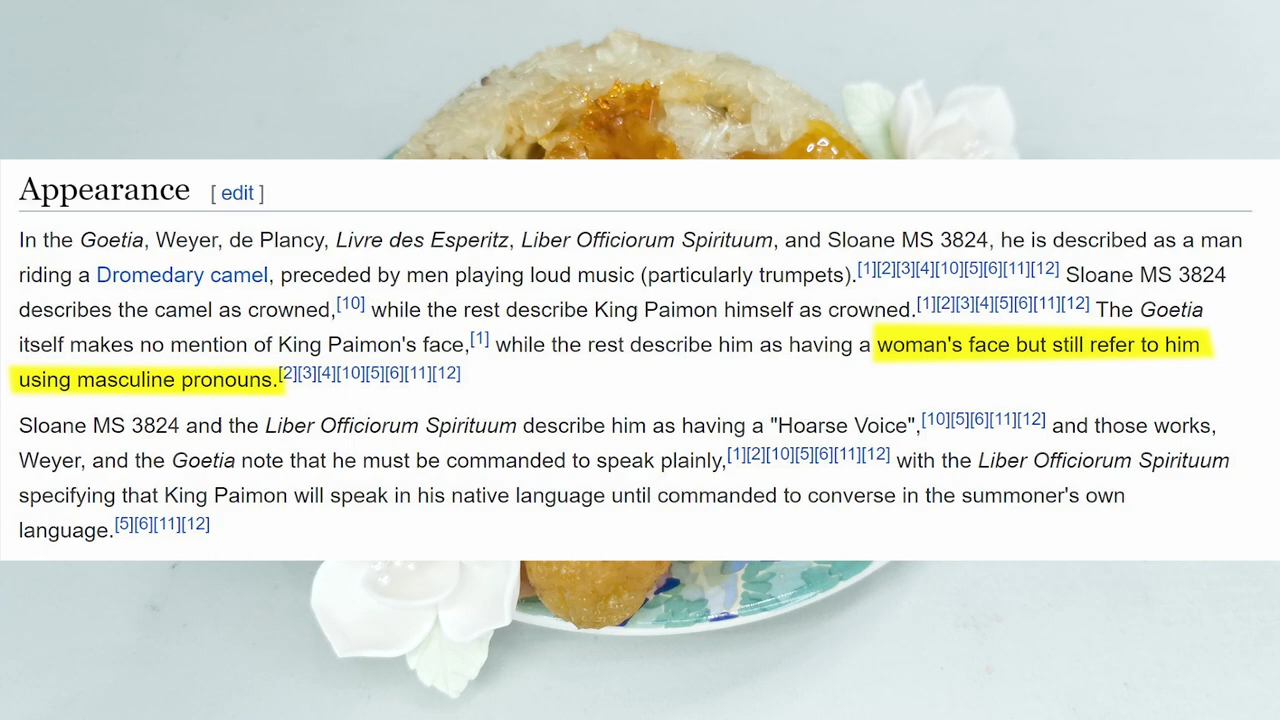 Appearance [ edit ]
In the Goetia, Weyer, de Plancy, Livre des Esperitz, Liber Officiorum Spirituum, and Sloane MS 3824, he is described as a man
riding a Dromedary camel, preceded by men playing loud music (particularly trumpets).[1][2][3][4][10][5][6][11][12] Sloane MS 3824
describes the camel as crowned,[10] while the rest describe King Paimon himself as crowned.[1][2][3][4][5][6][11][12] The Goetia
itself makes no mention of King Paimon's face,[1] while the rest describe him as having a woman's face but still refer to him
using masculine pronouns.[2][3][4][10][5][6][11][12]
Sloane MS 3824 and the Liber Officiorum Spirituum describe him as having a "Hoarse Voice",[10][5][6][11][12] and those works,
Weyer, and the Goetia note that he must be commanded to speak plainly,[1][2][10][5][6][11][12] with the Liber Officiorum Spirituum
specifying that King Paimon will speak in his native language until commanded to converse in the summoner's own
language.[5][6][11][12]